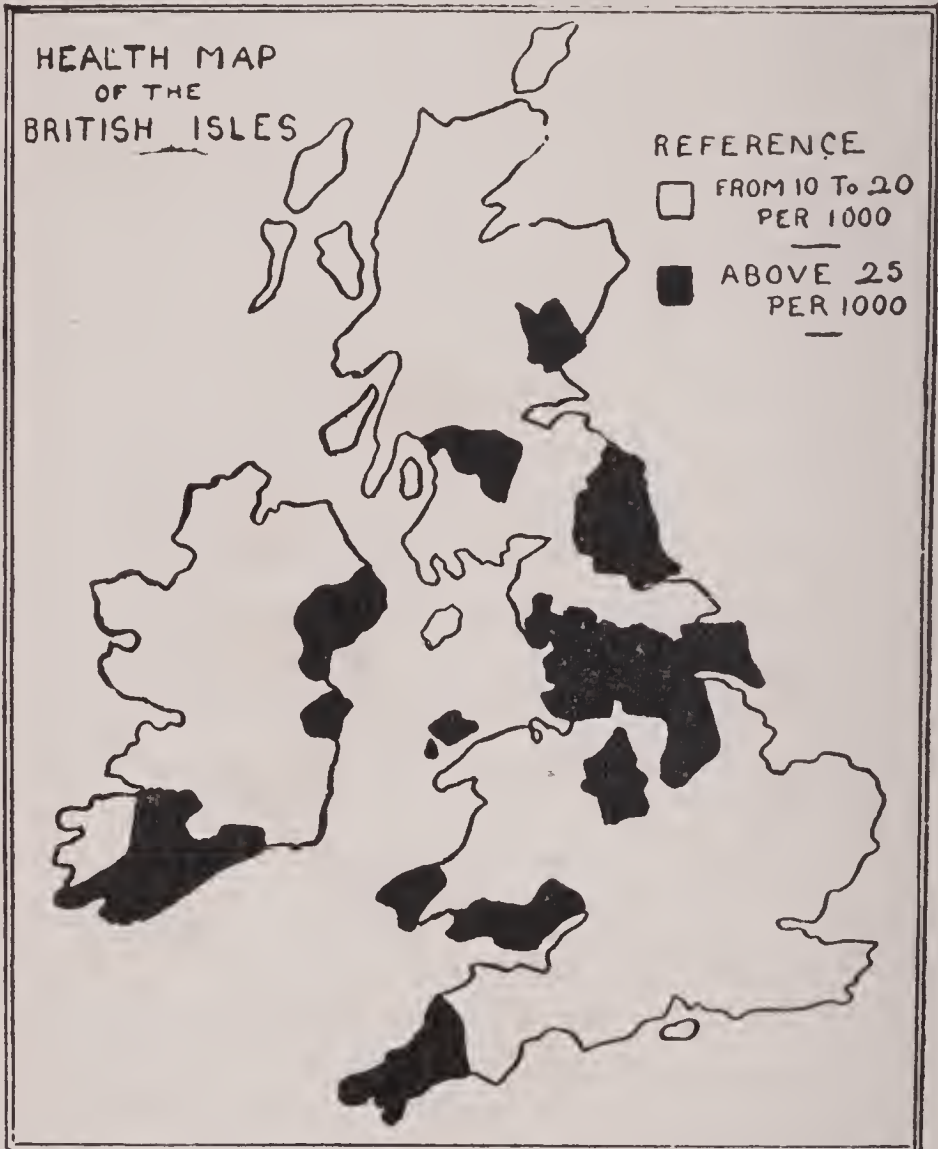 HEALTH MAP
OF THE
BRITISH ISLES
REFERENCE
FROM 10 TO 20
PER 1000
ABOVE 25
PER 1000